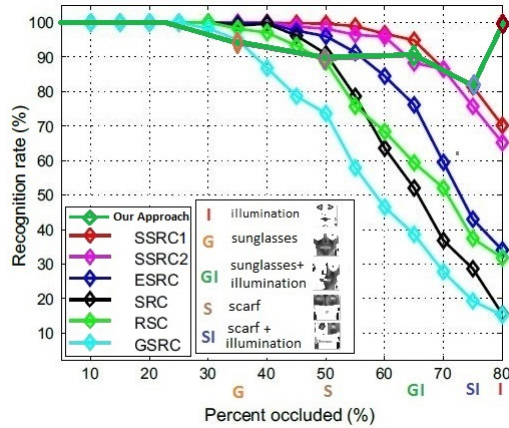 Recognition rate (%)
100
90
80
70
60
50
40
30
20
10
Our Approach
SSRC1
SSRC2
ESRC
SRC
RSC
GSRC
I illumination
G sunglasses
GI sunglasses+
illumination
S scarf
SI scarf +
illumination
10 20 30 40 50 60 70 80
G S GI SI I
Percent occluded (%)